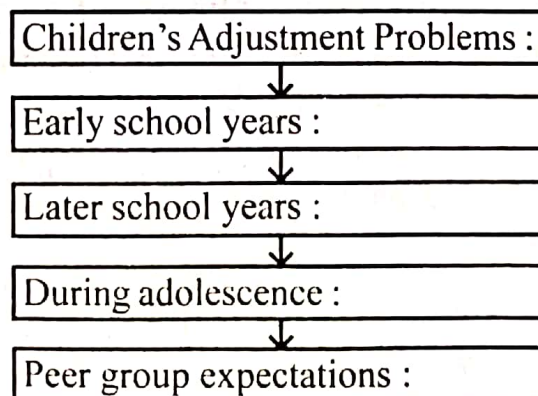 Children's Adjustment Problems :
Early school years :
Later school years :
During adolescence :
Peer group expectations :